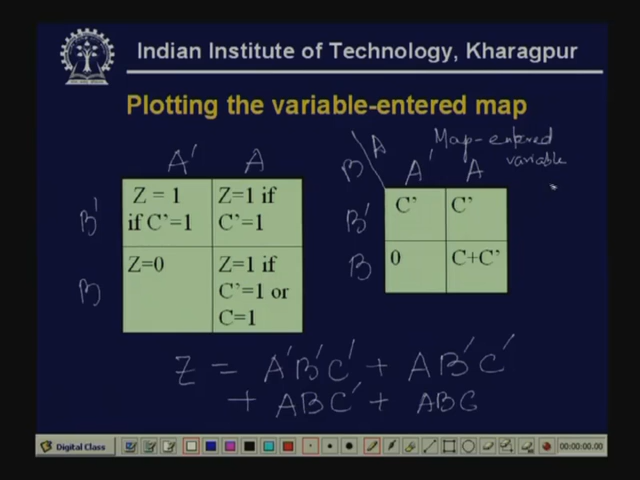 Indian Institute of Technology, Kharagpur
Plotting the variable-entered map
Map-entered
variable
A' A
B A
A' A
B' Z = 1 if C'=1 Z=1 if C'=1
B' C' C'
B Z=0 Z=1 if C'=1 or C=1
B 0 C+C'
Z = A'B'C' + AB'C'
+ ABC' + ABC
Digital Class
00:00:00.00